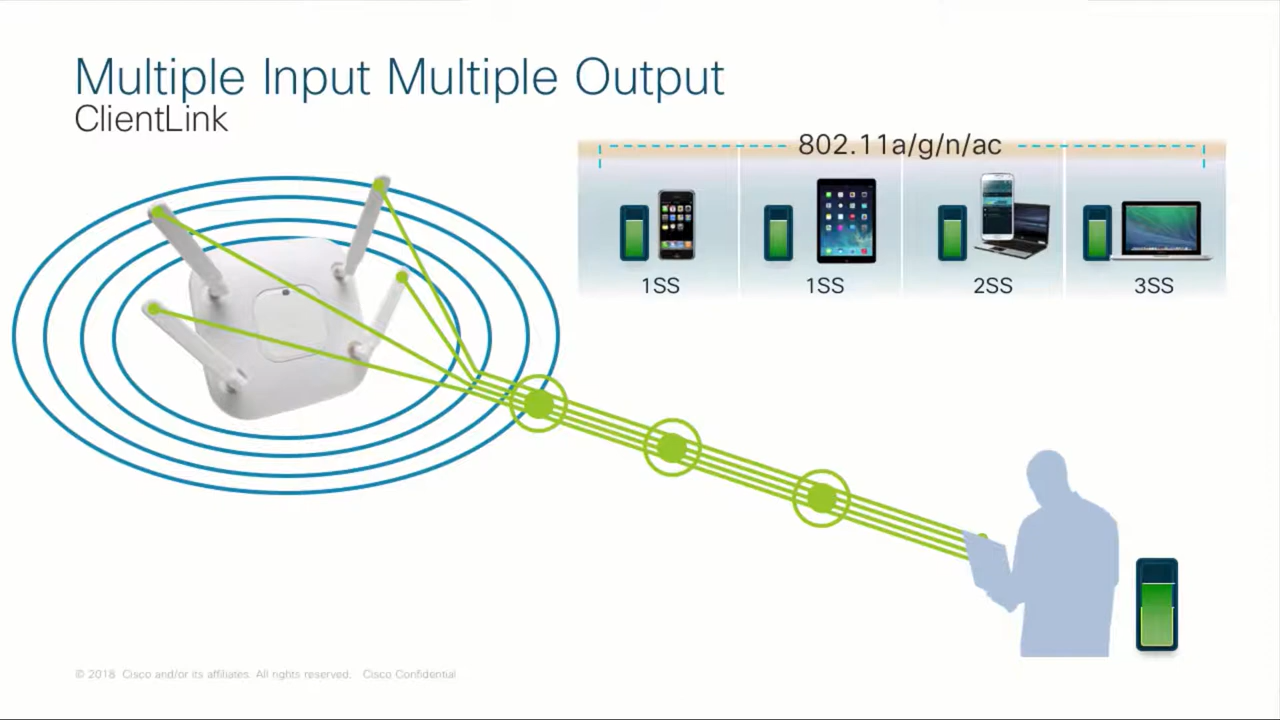 Multiple Input Multiple Output
ClientLink
802.11a/g/n/ac
1SS
1SS
2SS
3SS
© 2018 Cisco and/or its affiliates. All rights reserved. Cisco Confidential